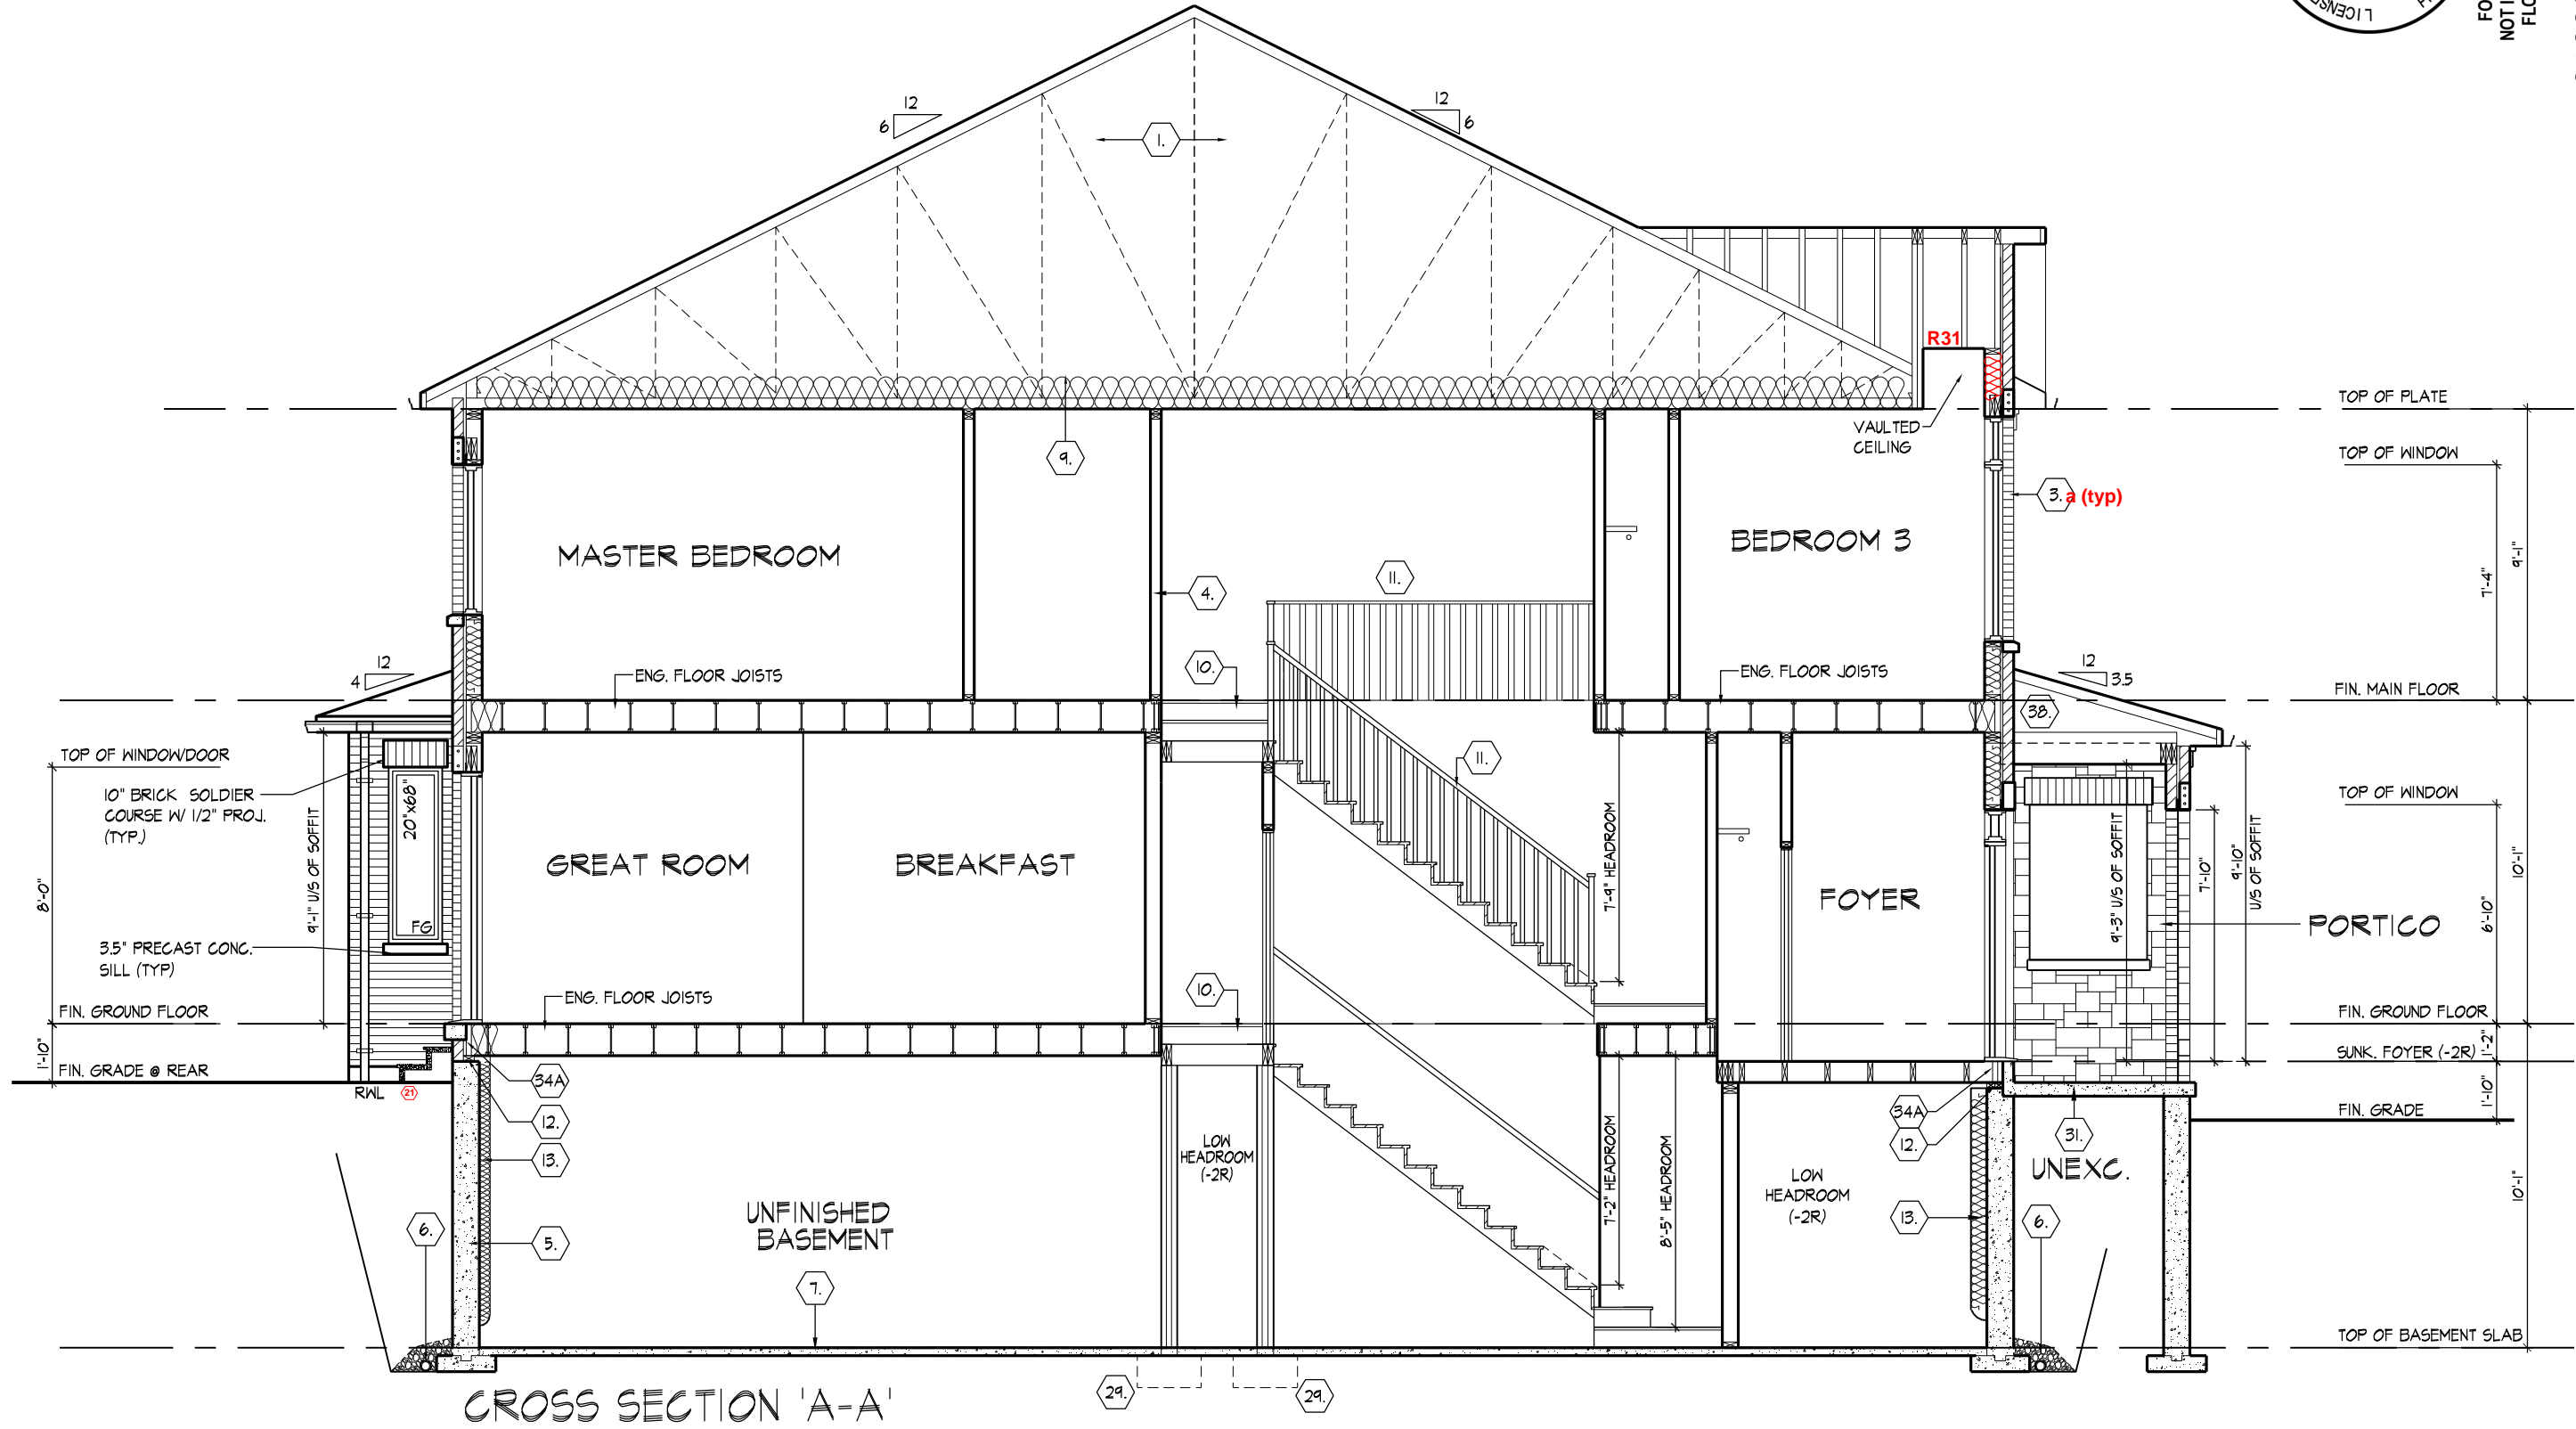 LICENSE
FO
NOTI
FLO
12
6
12
6
1.
R31
TOP OF PLATE
VAULTED
CEILING
9.
TOP OF WINDOW
3. a (typ)
MASTER BEDROOM
BEDROOM 3
9'-1"
7'-4"
11.
4.
12
4
10.
ENG. FLOOR JOISTS
ENG. FLOOR JOISTS
12
3.5
FIN. MAIN FLOOR
38.
TOP OF WINDOW/DOOR
11.
10" BRICK SOLDIER
COURSE W/ 1/2" PROJ.
(TYP.)
20"x68"
FG
TOP OF WINDOW
8'-0"
9'-1" U/S OF SOFFIT
GREAT ROOM
BREAKFAST
7'-9" HEADROOM
FOYER
9'-3" U/S OF SOFFIT
7'-10"
9'-10"
U/S OF SOFFIT
PORTICO
6'-10"
10'-1"
3.5" PRECAST CONC.
SILL (TYP)
10.
ENG. FLOOR JOISTS
FIN. GROUND FLOOR
FIN. GROUND FLOOR
1'-10"
1'-2"
SUNK. FOYER (-2R)
FIN. GRADE @ REAR
RWL
21
34A
12.
13.
34A
12.
31.
1'-10"
FIN. GRADE
LOW
HEADROOM
(-2R)
7'-2" HEADROOM
8'-5" HEADROOM
LOW
HEADROOM
(-2R)
UNEXC.
10'-1"
UNFINISHED
BASEMENT
6.
5.
13.
6.
7.
TOP OF BASEMENT SLAB
29.
29.
CROSS SECTION 'A-A'